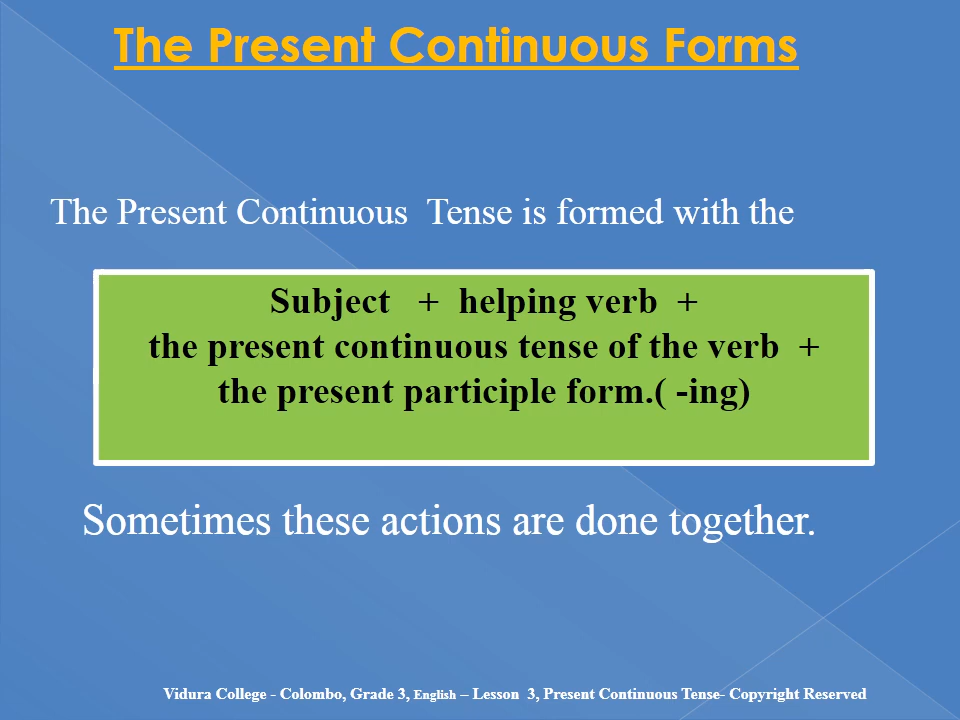 The Present Continuous Forms
The Present Continuous  Tense is formed with the
Subject   +  helping verb  +
the present continuous tense of the verb  +
the present participle form.( -ing)
Sometimes these actions are done together.
Vidura College - Colombo, Grade 3, English – Lesson  3, Present Continuous Tense- Copyright Reserved